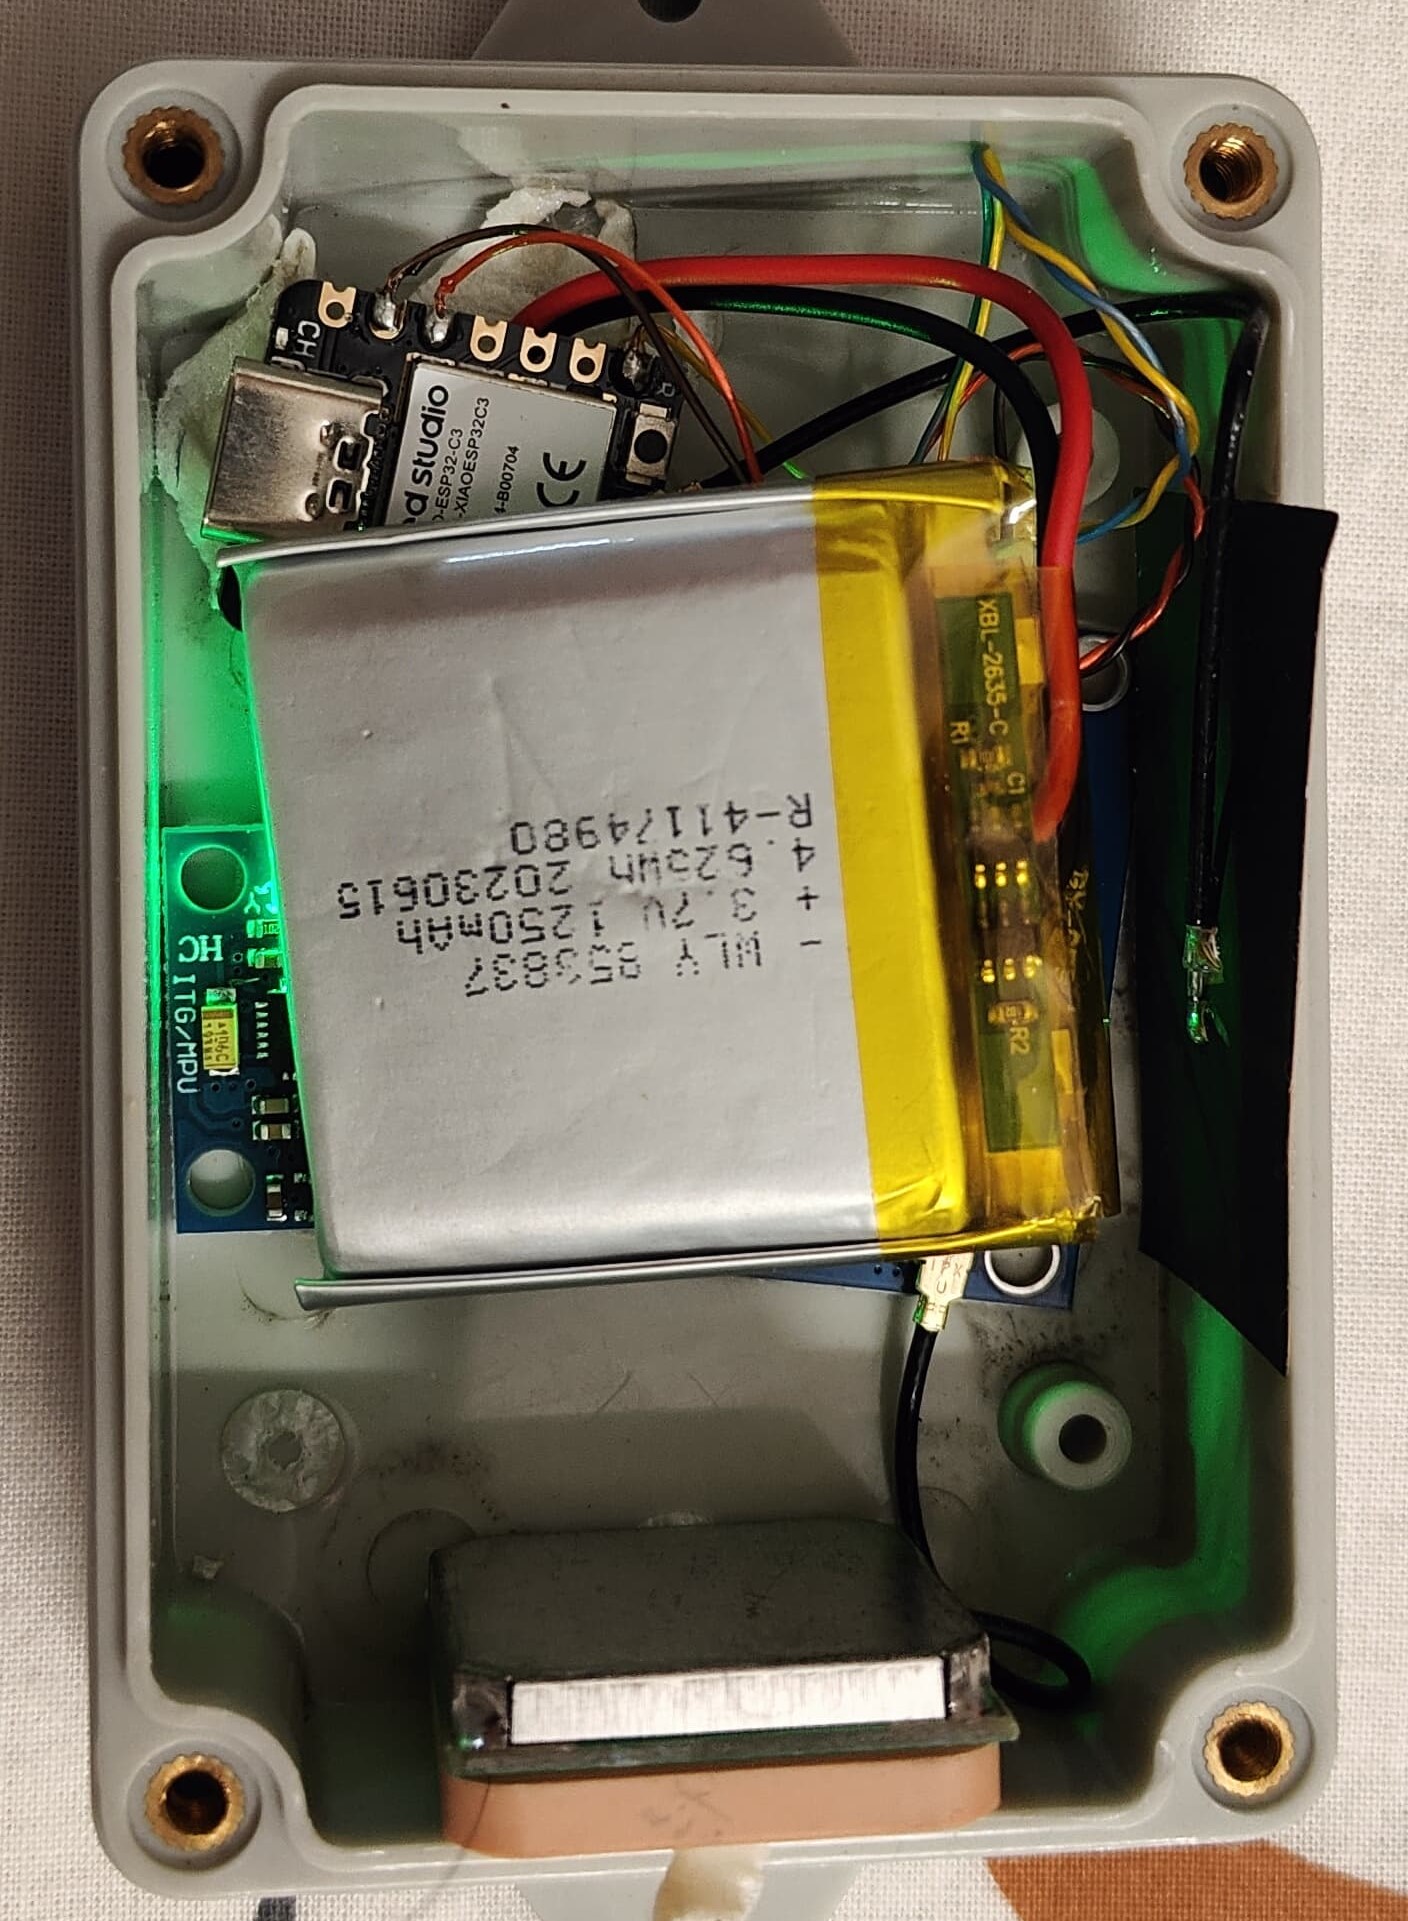 CH
ed studio
-ESP32-C3
-XIAOESP32C3
4-B00704
CE
R
XBL-2635-C
R1
C1
R2
- WLY 853837
+ 3.7V 1250mAh
4.625Wh 20230615
R-41174980
HC
ITG/MPU
106C